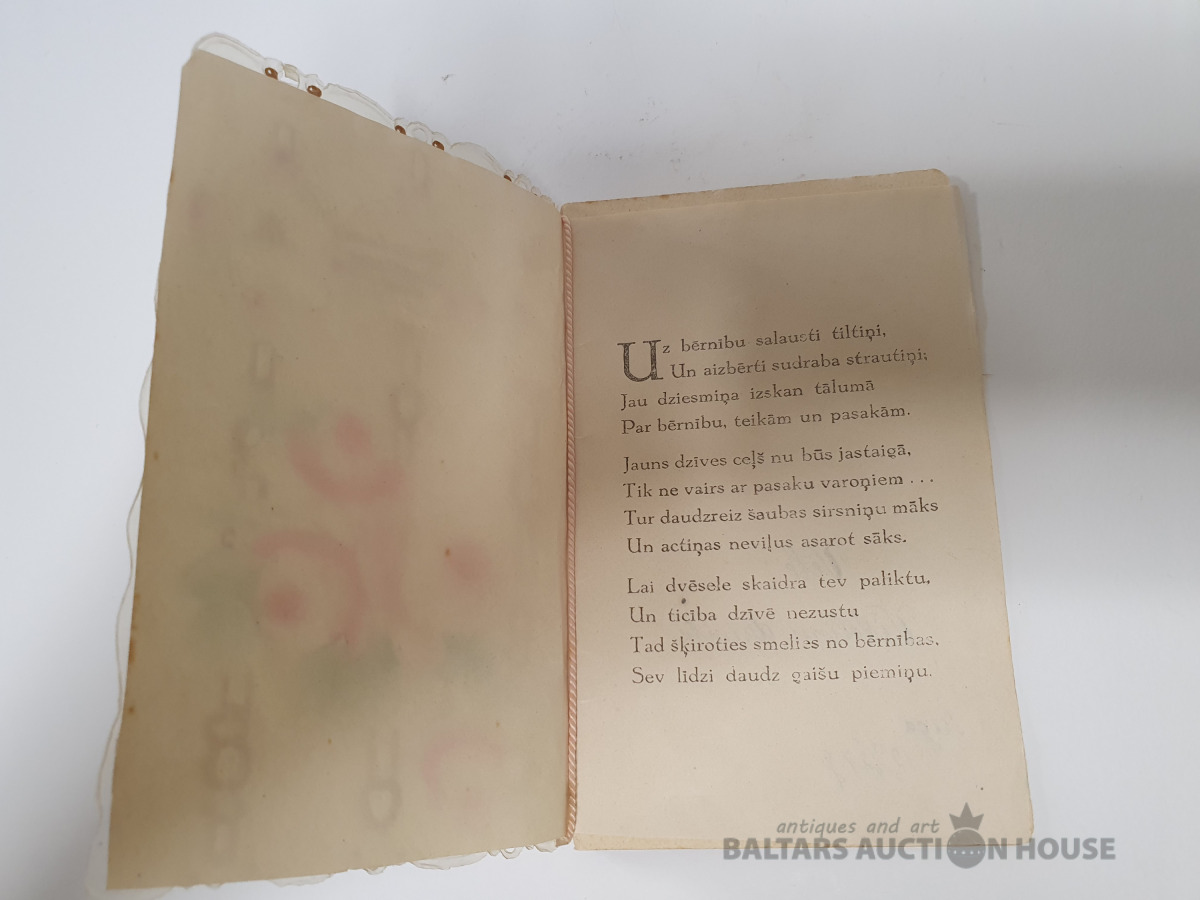 Uz bērnību salausti tiltiņi,
Un aizbērti sudraba strautiņi;
Jau dziesmiņa izskan tālumā
Par bērnību, teikām un pasakām.
Jauns dzīves ceļš nu būs jastaigā,
Tik ne vairs ar pasaku varoņiem . . .
Tur daudzreiz šaubas sirsniņu māks
Un actiņas neviļus asarot sāks.
Lai dvēsele skaidra tev paliktu,
Un ticība dzīvē nezustu
Tad šķiroties smelies no bērnības,
Sev līdzi daudz gaišu piemiņu.
antiques and art
BALTARS AUCTION HOUSE